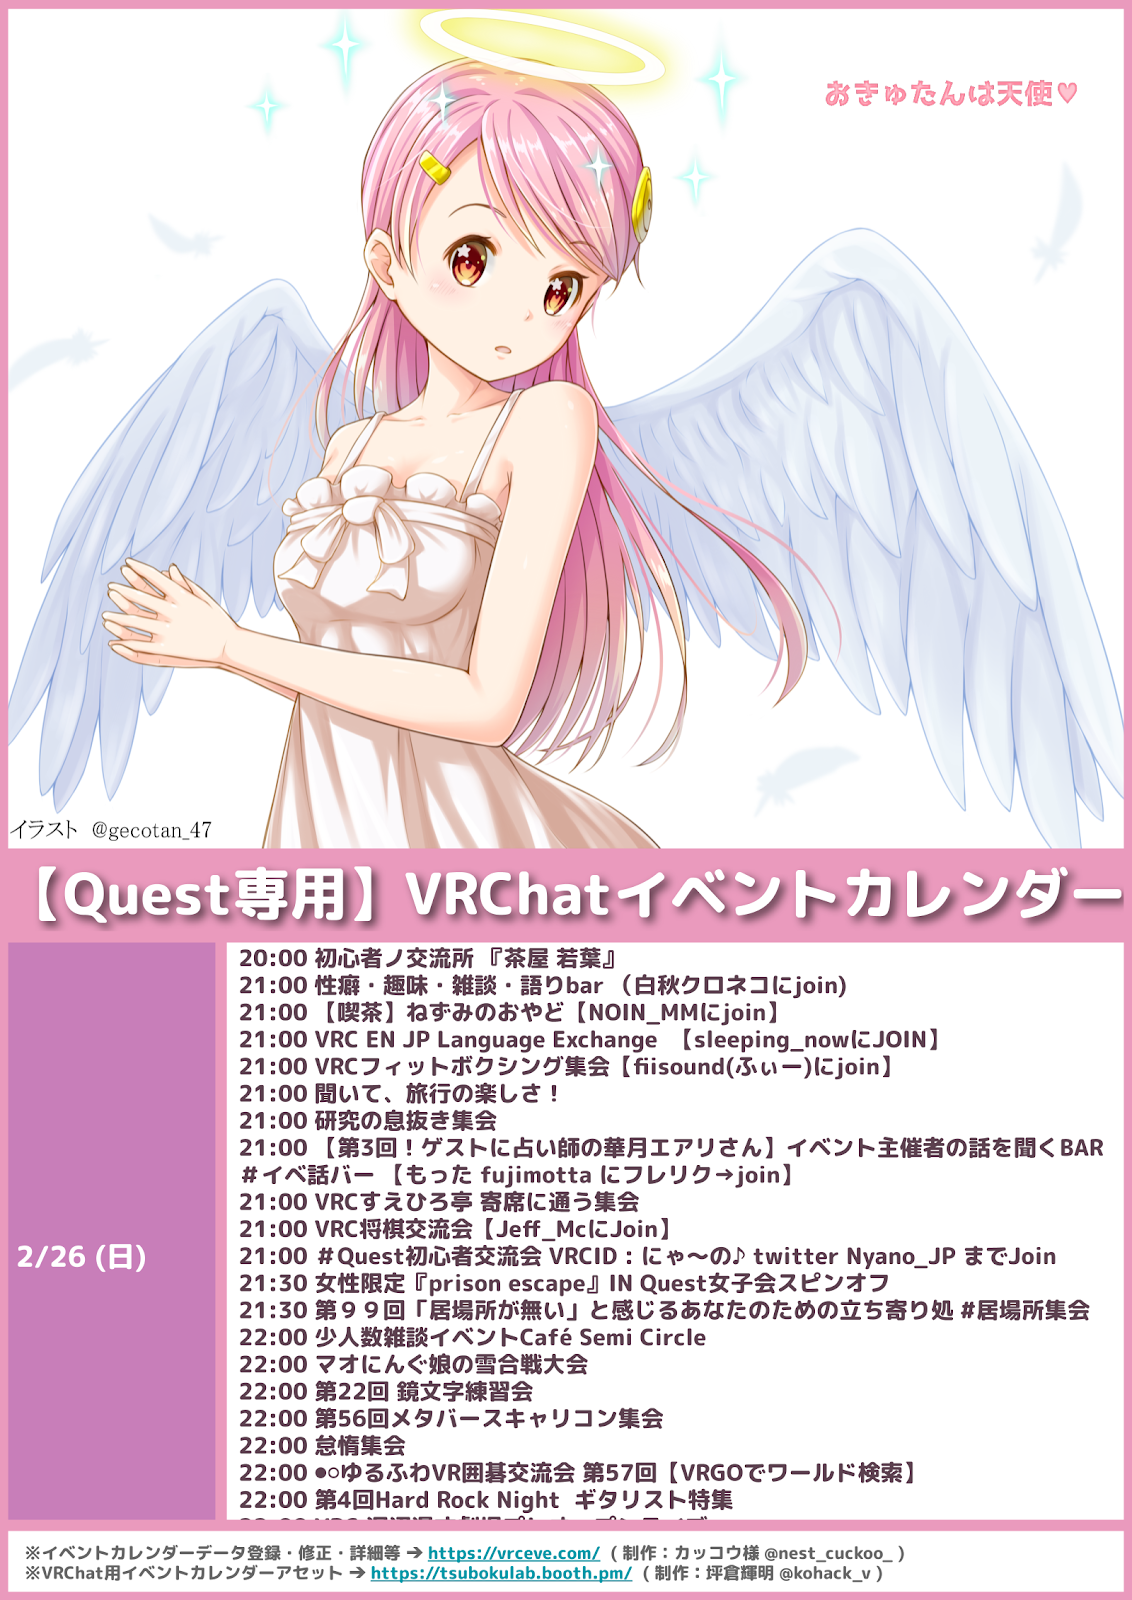 おきゅたんは天使♥
イラスト @gecotan_47
【Quest専用】VRChatイベントカレンダー
2/26 (日)
20:00 初心者ノ交流所 『茶屋 若葉』
21:00 性癖・趣味・雑談・語りbar （白秋クロネコにjoin)
21:00 【喫茶】ねずみのおやど【NOIN_MMにjoin】
21:00 VRC EN JP Language Exchange 【sleeping_nowにJOIN】
21:00 VRCフィットボクシング集会【fiisound(ふぃー)にjoin】
21:00 聞いて、旅行の楽しさ！
21:00 研究の息抜き集会
21:00 【第3回！ゲストに占い師の華月エアリさん】イベント主催者の話を聞くBAR
＃イベ話バー 【もった fujimotta にフレリク→join】
21:00 VRCすえひろ亭 寄席に通う集会
21:00 VRC将棋交流会【Jeff_McにJoin】
21:00 ＃Quest初心者交流会 VRCID：にゃ～の♪ twitter Nyano_JP までJoin
21:30 女性限定『prison escape』IN Quest女子会スピンオフ
21:30 第９９回「居場所が無い」と感じるあなたのための立ち寄り処 #居場所集会
22:00 少人数雑談イベントCafé Semi Circle
22:00 マオにんぐ娘の雪合戦大会
22:00 第22回 鏡文字練習会
22:00 第56回メタバースキャリコン集会
22:00 怠惰集会
22:00 ●○ゆるふわVR囲碁交流会 第57回【VRGOでワールド検索】
22:00 第4回Hard Rock Night ギタリスト特集
※イベントカレンダーデータ登録・修正・詳細等 ➔ https://vrceve.com/ ( 制作：カッコウ様 @nest_cuckoo_ )
※VRChat用イベントカレンダーアセット ➔ https://tsubokulab.booth.pm/ ( 制作：坪倉輝明 @kohack_v )